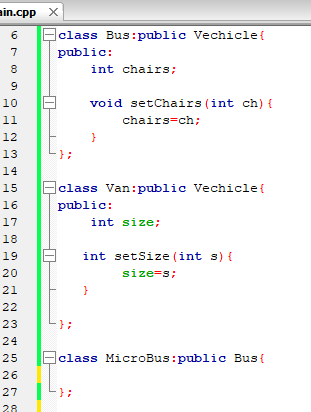 ain.cpp X
6 class Bus:public Vechicle{
7 public:
8     int chairs;
9
10     void setChairs(int ch){
11         chairs=ch;
12     }
13 };
14
15 class Van:public Vechicle{
16 public:
17     int size;
18
19    int setSize(int s){
20         size=s;
21    }
22
23 };
24
25 class MicroBus:public Bus{
26
27 };
28